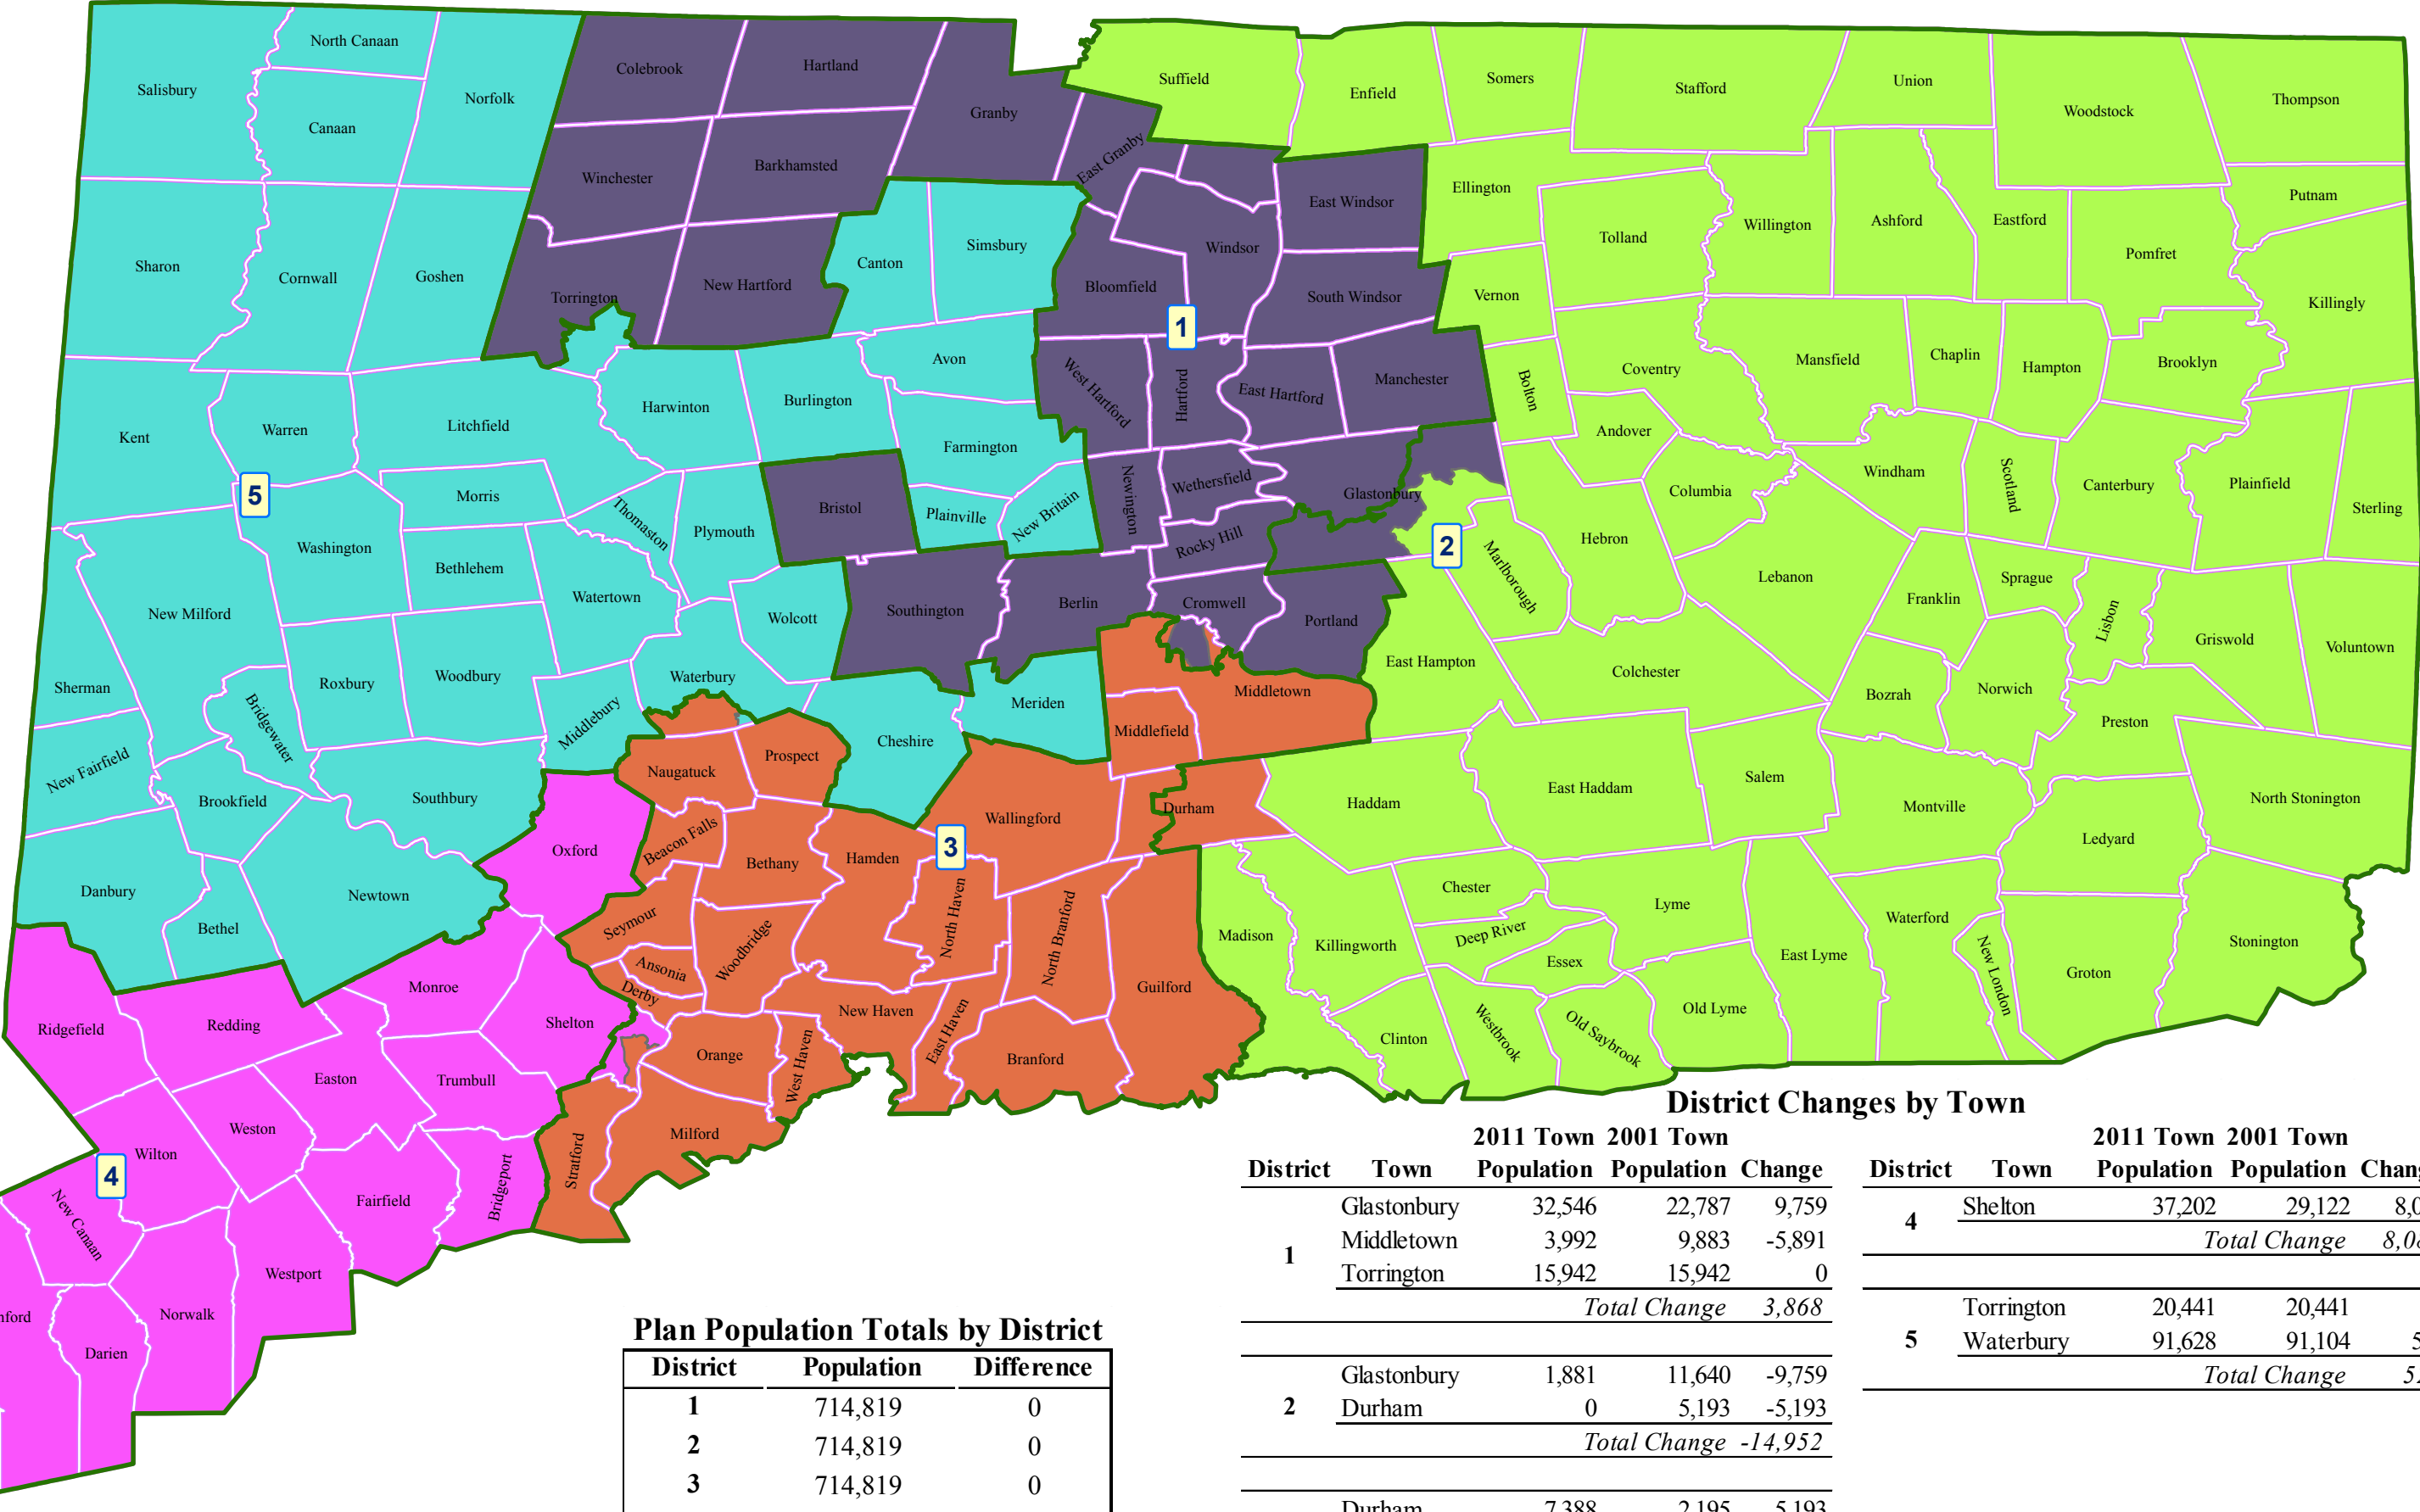 North Canaan
Salisbury
Canaan
Norfolk
Colebrook
Hartland
Granby
Suffield
Enfield
Somers
Stafford
Union
Woodstock
Thompson
Winchester
Barkhamsted
East Granby
East Windsor
Ellington
Tolland
Willington
Ashford
Eastford
Putnam
Pomfret
Sharon
Cornwall
Goshen
Torrington
New Hartford
Canton
Simsbury
Bloomfield
Windsor
South Windsor
Vernon
Killingly
1
Kent
Warren
Litchfield
Harwinton
Burlington
Avon
Farmington
West Hartford
Hartford
East Hartford
Manchester
Bolton
Coventry
Andover
Mansfield
Chaplin
Hampton
Brooklyn
5
Morris
Thomaston
Plymouth
Bristol
Plainville
New Britain
Newington
Wethersfield
Glastonbury
Columbia
Windham
Scotland
Canterbury
Plainfield
Sterling
Washington
Bethlehem
Watertown
Wolcott
Southington
Berlin
Rocky Hill
Cromwell
Portland
2
Marlborough
Hebron
Lebanon
Franklin
Sprague
Lisbon
Griswold
Voluntown
New Milford
Sherman
Bridgewater
Roxbury
Woodbury
Middlebury
Waterbury
Cheshire
Meriden
Middlefield
Middletown
East Hampton
Colchester
Bozrah
Norwich
Preston
New Fairfield
Brookfield
Southbury
Naugatuck
Prospect
Wallingford
Durham
Haddam
East Haddam
Salem
Montville
Ledyard
North Stonington
Danbury
Bethel
Newtown
Oxford
Beacon Falls
Bethany
Hamden
3
North Haven
North Branford
Guilford
Madison
Killingworth
Chester
Deep River
Essex
Lyme
East Lyme
Waterford
New London
Groton
Stonington
Seymour
Ansonia
Derby
Woodbridge
Ridgefield
Redding
Monroe
Shelton
Orange
West Haven
New Haven
East Haven
Branford
Clinton
Westbrook
Old Saybrook
Old Lyme
Easton
Trumbull
Weston
Wilton
4
New Canaan
Fairfield
Bridgeport
Stratford
Milford
Westport
Norwalk
Darien
nford
District Changes by Town
2011 Town 2001 Town
District Town Population Population Change
Glastonbury 32,546 22,787 9,759
1 Middletown 3,992 9,883 -5,891
Torrington 15,942 15,942 0
Total Change 3,868
Glastonbury 1,881 11,640 -9,759
2 Durham 0 5,193 -5,193
Total Change -14,952
Durham 7,388 2,195 5,193
2011 Town 2001 Town
District Town Population Population Chang
4 Shelton 37,202 29,122 8,0
Total Change 8,0
Torrington 20,441 20,441
5 Waterbury 91,628 91,104 5
Total Change 5
Plan Population Totals by District
District Population Difference
1 714,819 0
2 714,819 0
3 714,819 0